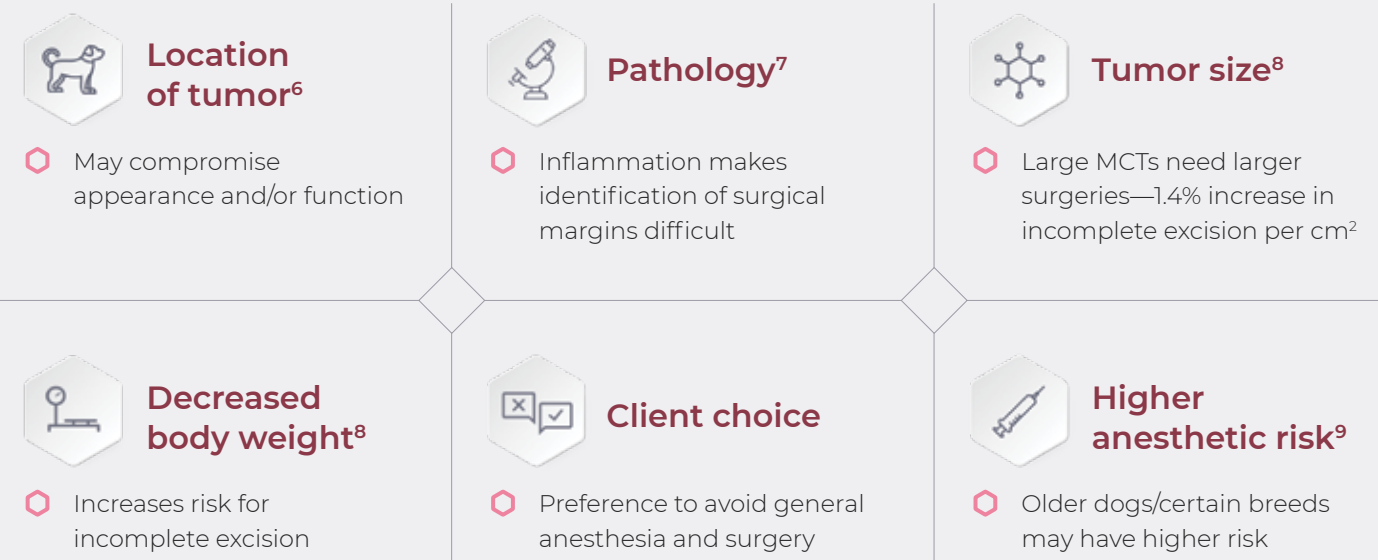 Location
of tumor⁶
May compromise
appearance and/or function
Pathology⁷
Inflammation makes
identification of surgical
margins difficult
Tumor size⁸
Large MCTs need larger
surgeries—1.4% increase in
incomplete excision per cm²
Decreased
body weight⁸
Increases risk for
incomplete excision
Client choice
Preference to avoid general
anesthesia and surgery
Higher
anesthetic risk⁹
Older dogs/certain breeds
may have higher risk